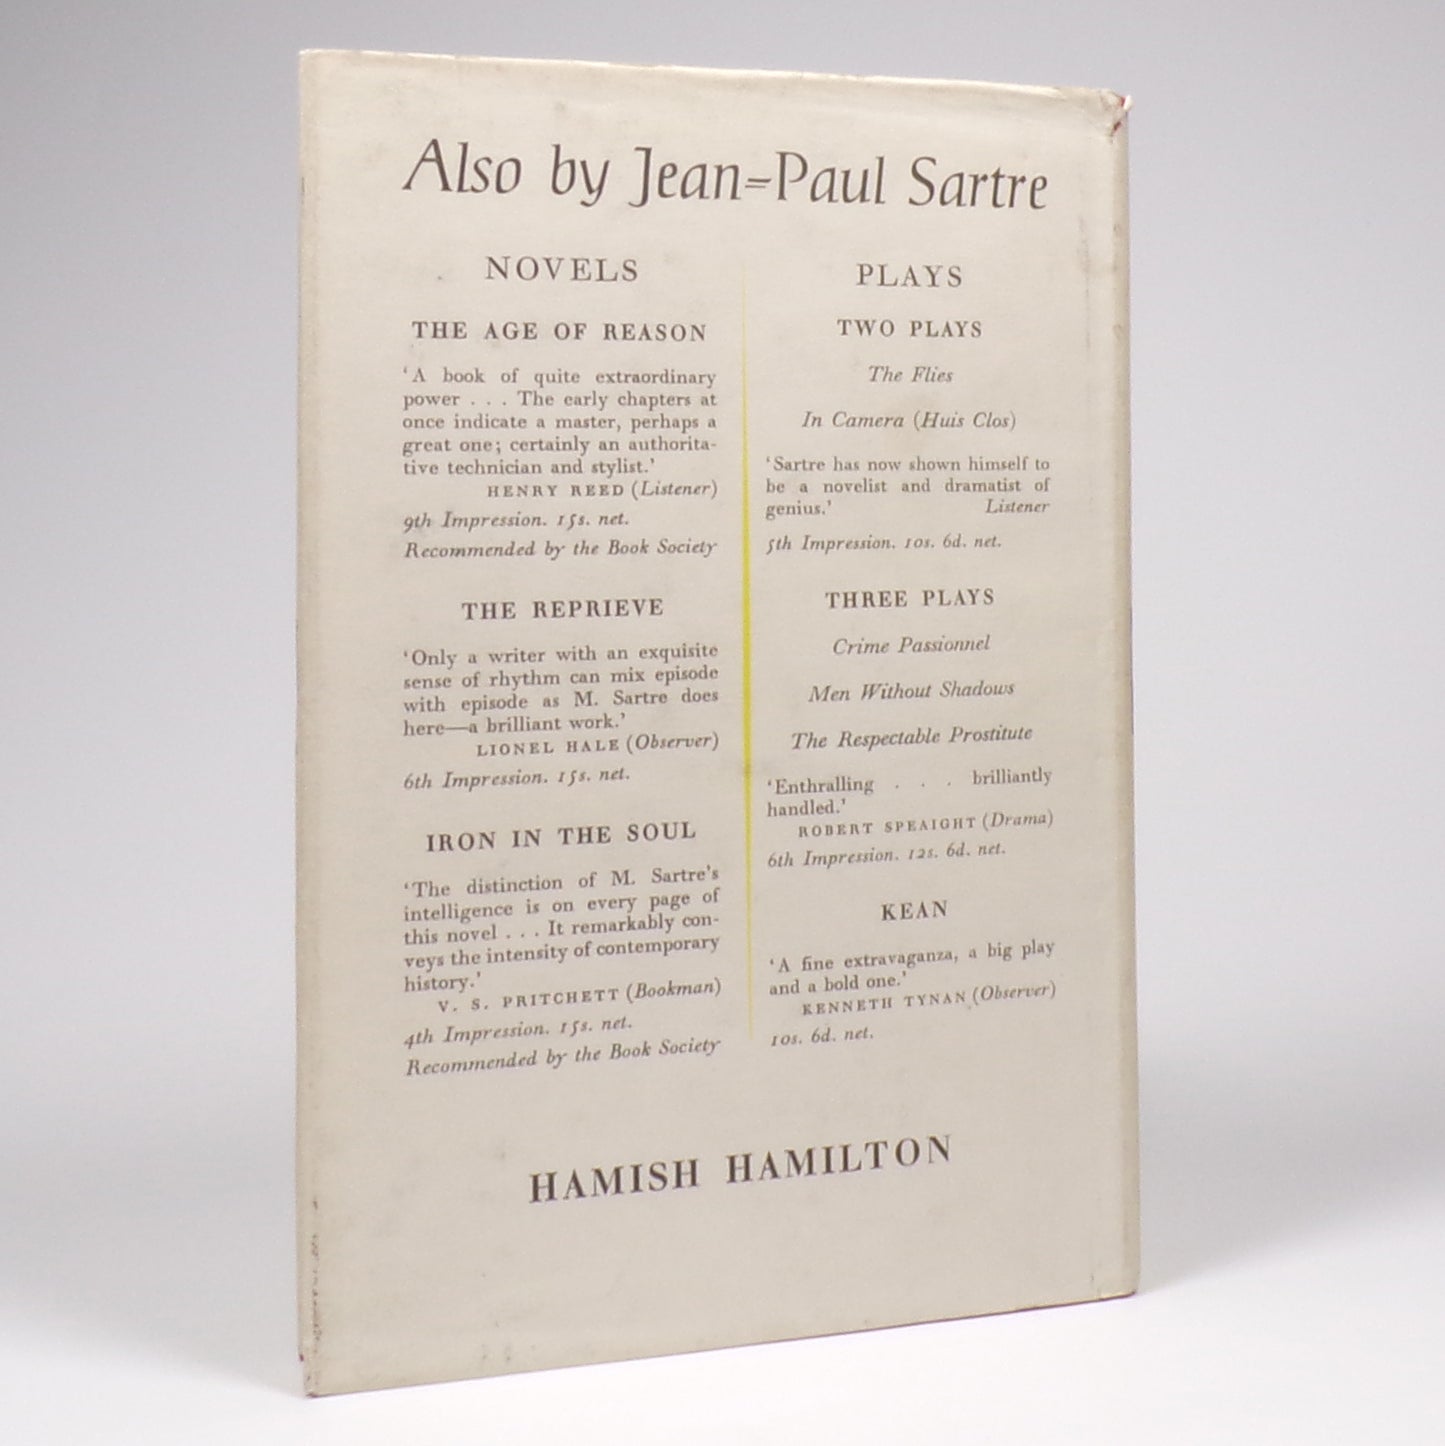 Also by Jean=Paul Sartre
NOVELS
THE AGE OF REASON
‘A book of quite extraordinary
power . . . The early chapters at
once indicate a master, perhaps a
great one; certainly an authorita-
tive technician and stylist.’
HENRY REED (Listener)
9th Impression. 15s. net.
Recommended by the Book Society
THE REPRIEVE
‘Only a writer with an exquisite
sense of rhythm can mix episode
with episode as M. Sartre does
here—a brilliant work.’
LIONEL HALE (Observer)
6th Impression. 15s. net.
IRON IN THE SOUL
‘The distinction of M. Sartre’s
intelligence is on every page of
this novel . . . It remarkably con-
veys the intensity of contemporary
history.’
V. S. PRITCHETT (Bookman)
4th Impression. 15s. net.
Recommended by the Book Society
PLAYS
TWO PLAYS
The Flies
In Camera (Huis Clos)
‘Sartre has now shown himself to
be a novelist and dramatist of
genius.’ Listener
5th Impression. 10s. 6d. net.
THREE PLAYS
Crime Passionnel
Men Without Shadows
The Respectable Prostitute
‘Enthralling . . . brilliantly
handled.’
ROBERT SPEAIGHT (Drama)
6th Impression. 12s. 6d. net.
KEAN
‘A fine extravaganza, a big play
and a bold one.’
KENNETH TYNAN (Observer)
10s. 6d. net.
HAMISH HAMILTON